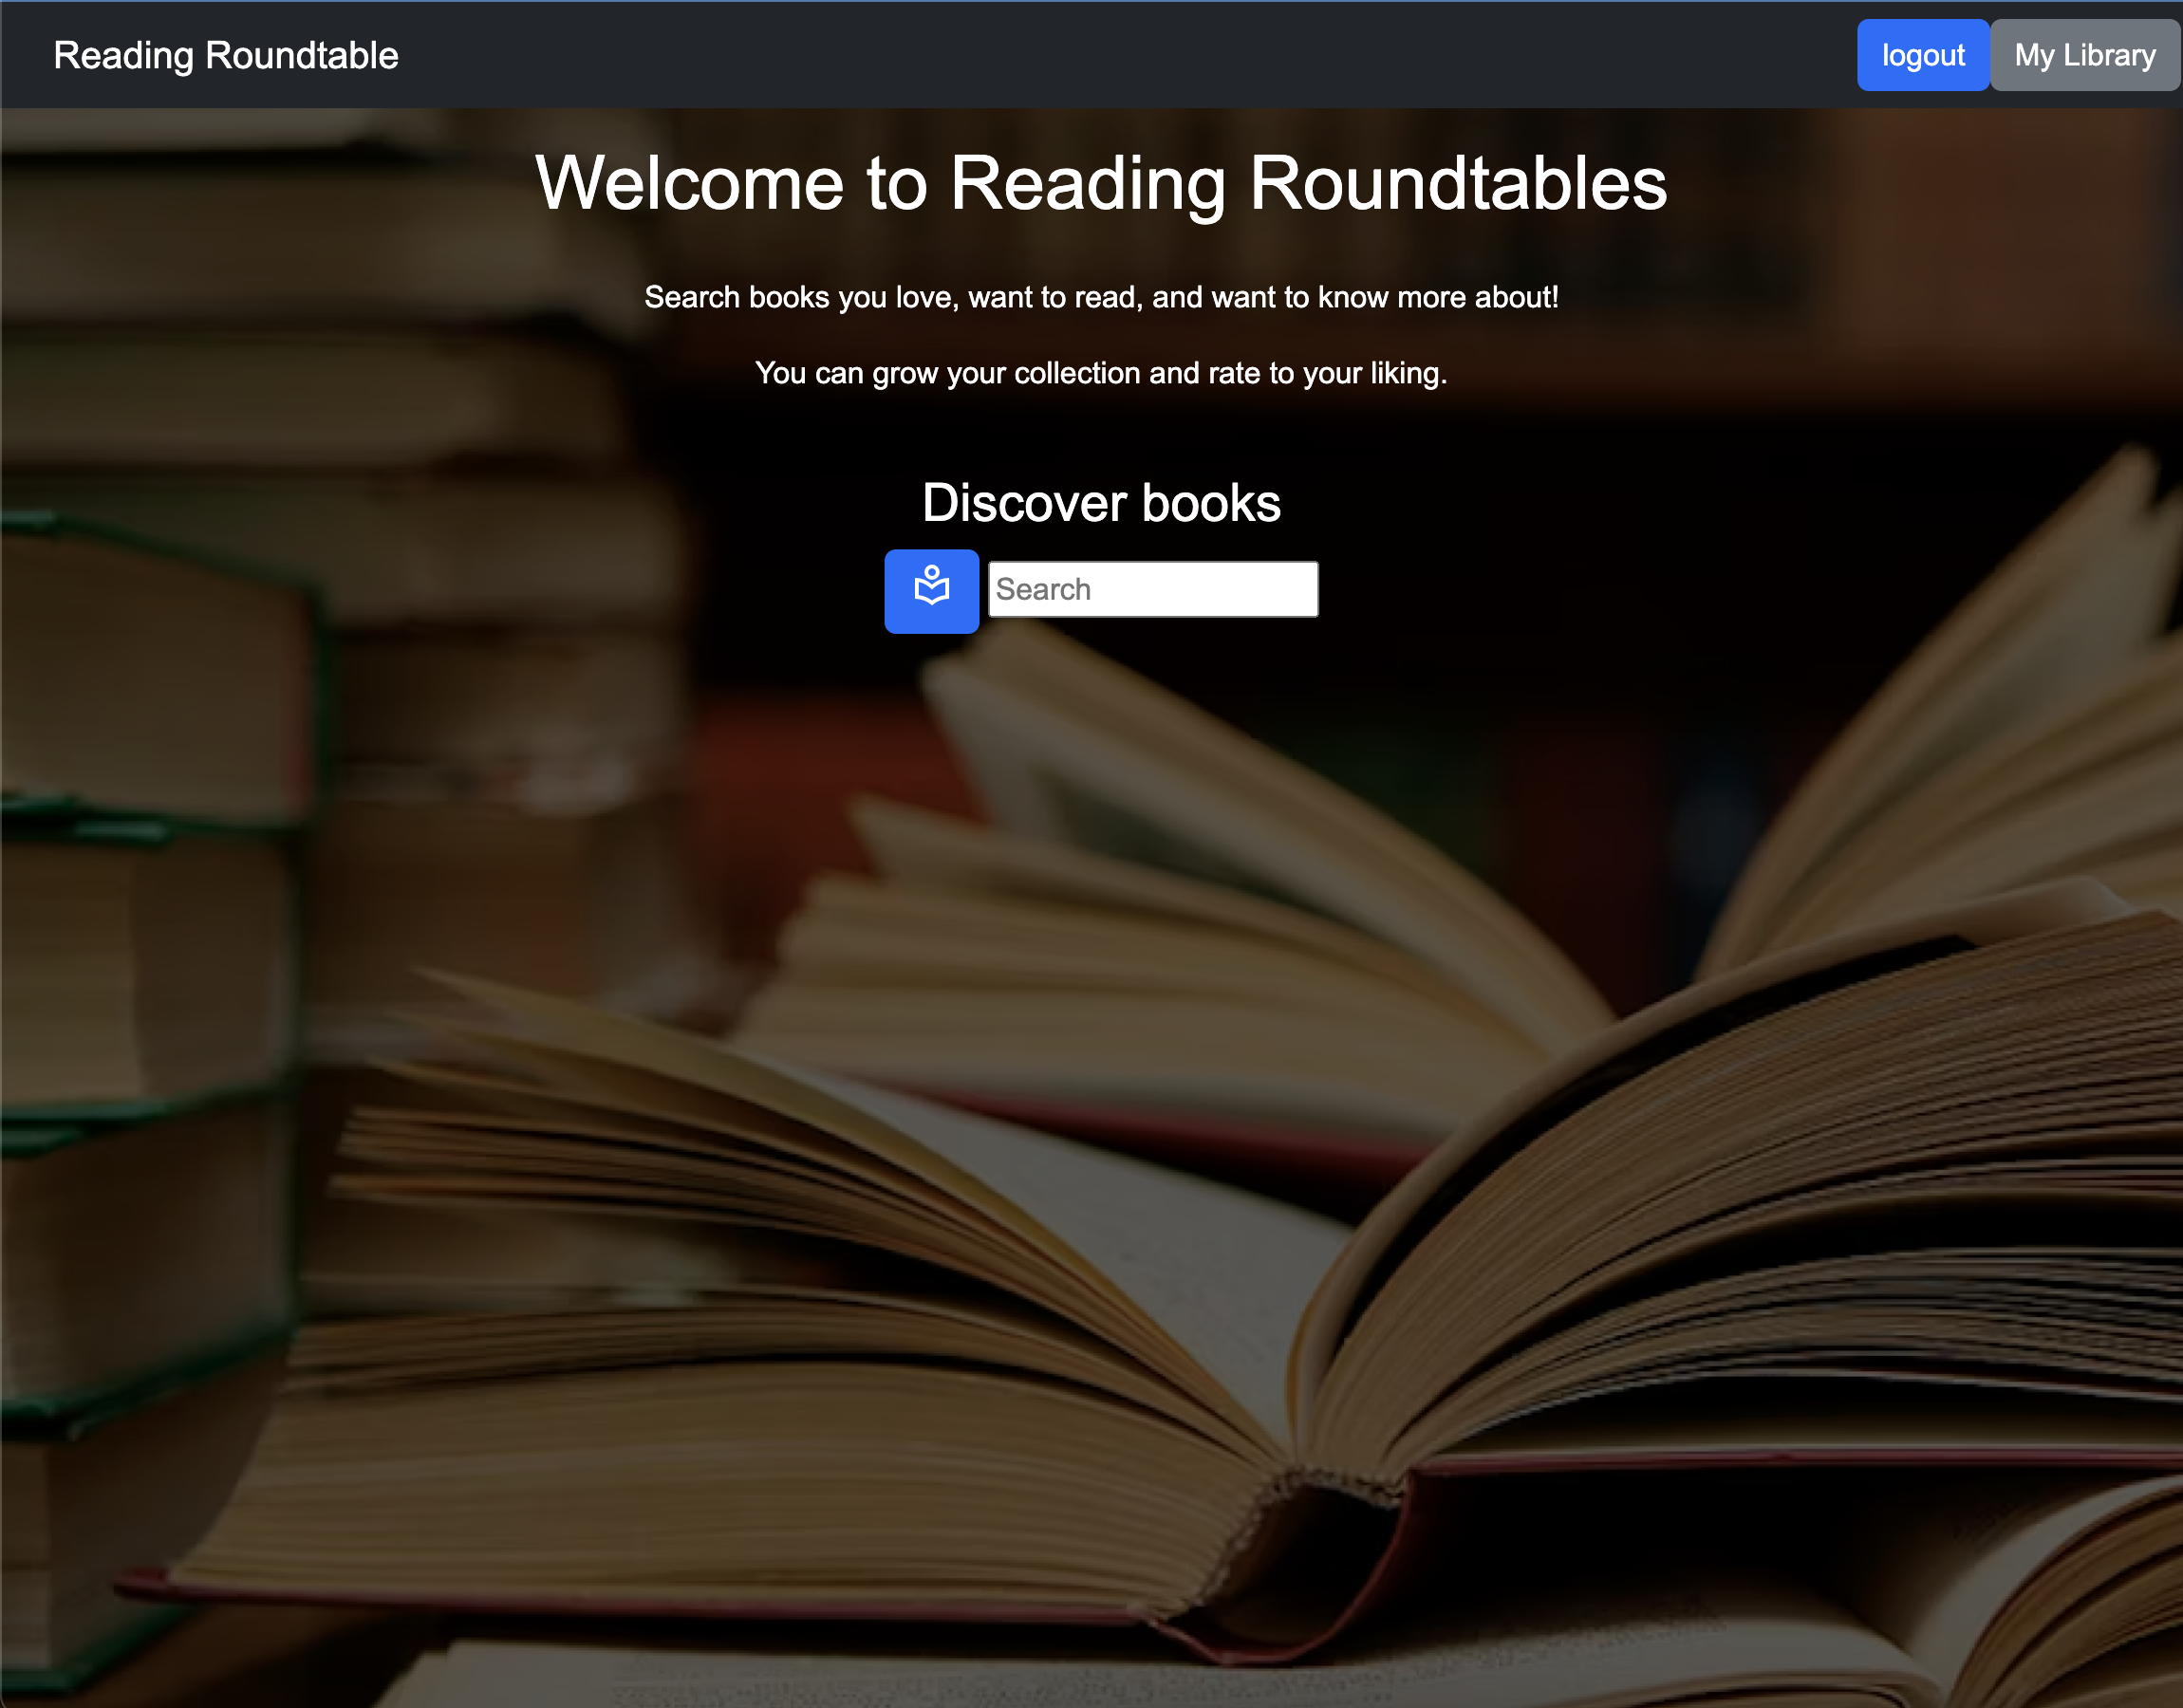 Reading Roundtable
logout My Library
Welcome to Reading Roundtables
Search books you love, want to read, and want to know more about!
You can grow your collection and rate to your liking.
Discover books
Search